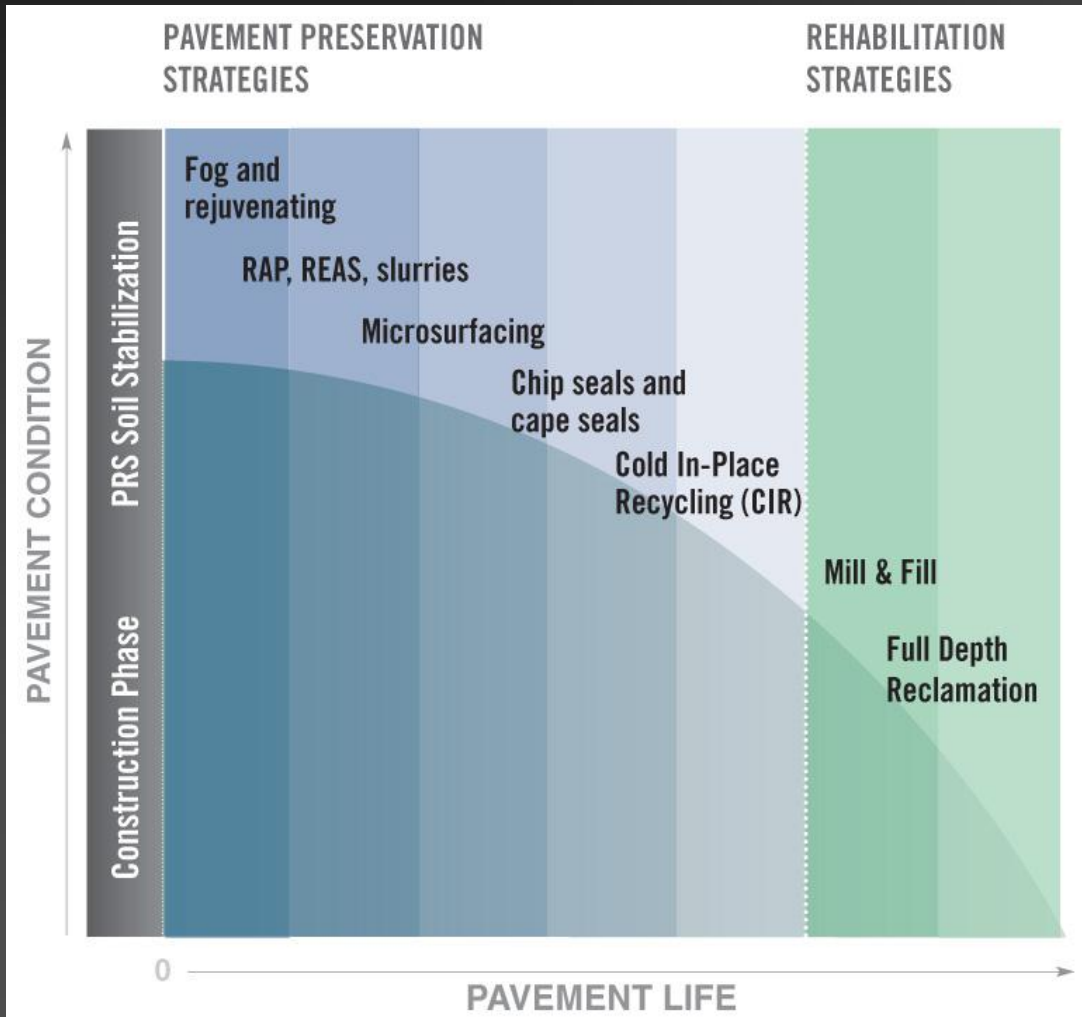 PAVEMENT PRESERVATION
STRATEGIES
REHABILITATION
STRATEGIES
Fog and
rejuvenating
RAP, REAS, slurries
Microsurfacing
Chip seals and
cape seals
Cold In-Place
Recycling (CIR)
Mill & Fill
Full Depth
Reclamation
PAVEMENT CONDITION
Construction Phase
PRS Soil Stabilization
0
PAVEMENT LIFE